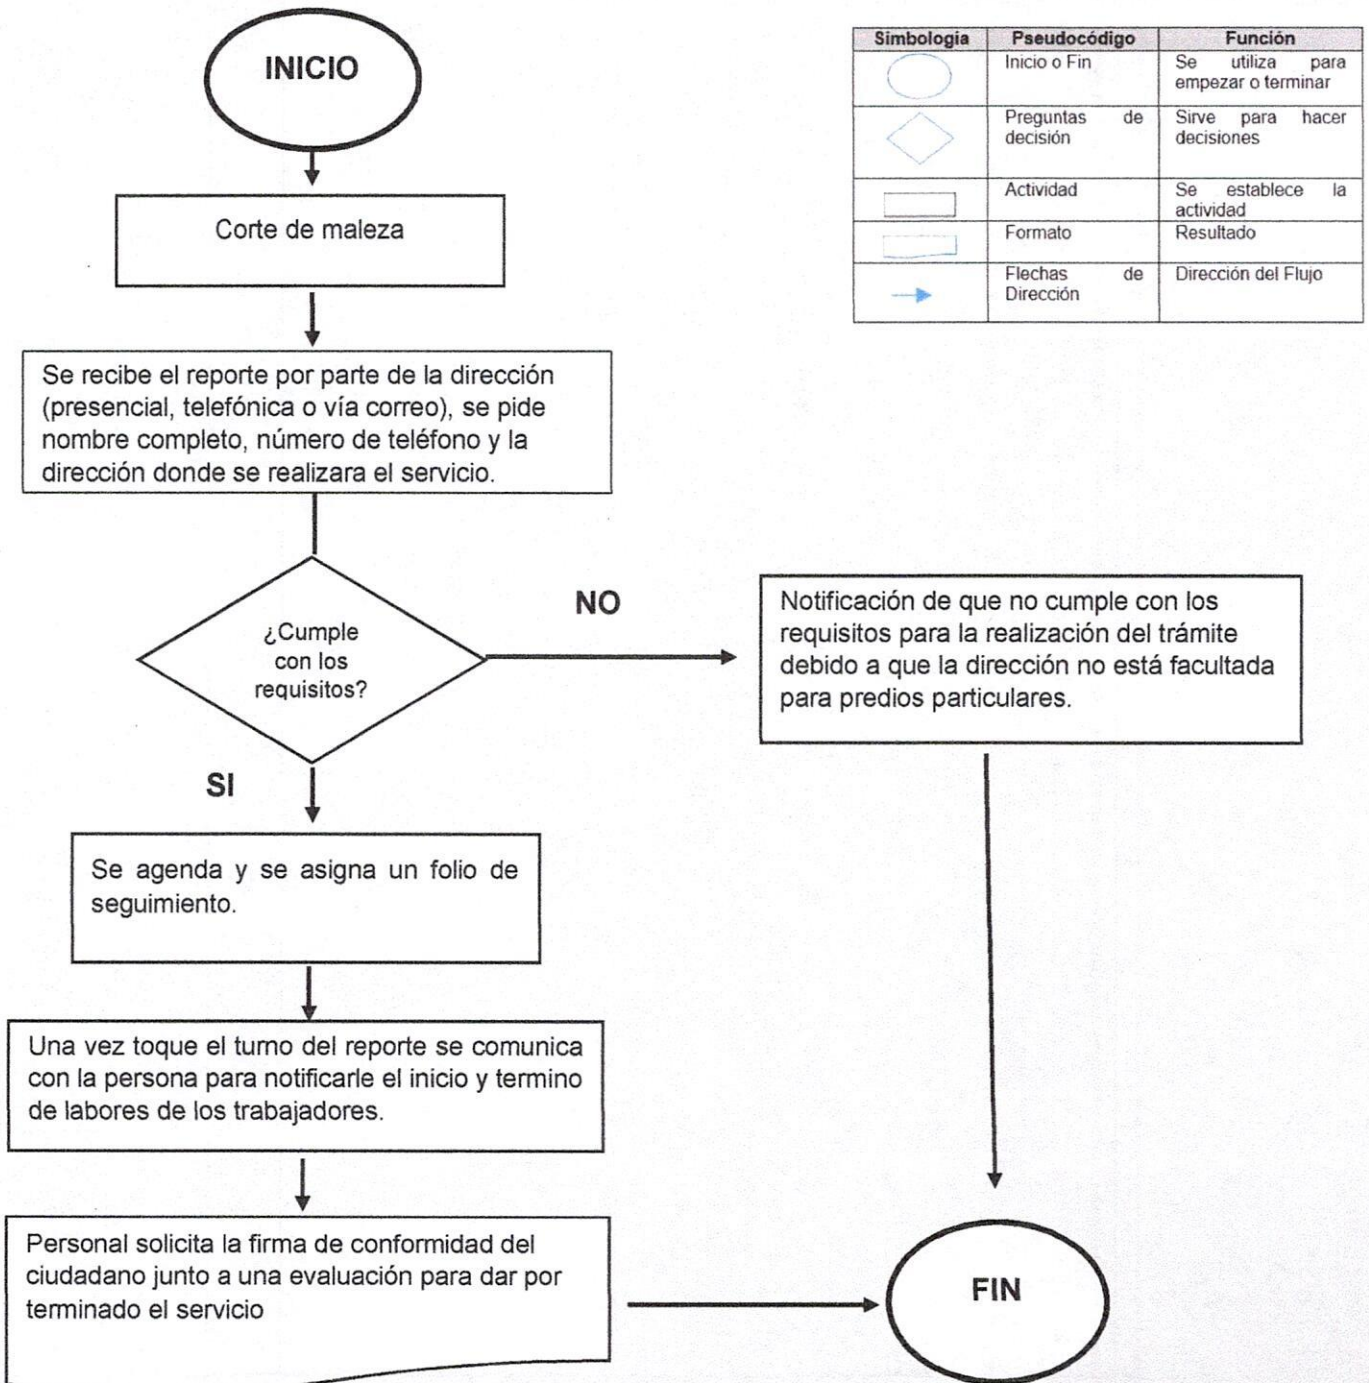 INICIO
Simbología Pseudocódigo Función
Inicio o Fin Se utiliza para
empezar o terminar
Preguntas de Sirve para hacer
decisión decisiones
Actividad Se establece la
actividad
Formato Resultado
Flechas de Dirección del Flujo
Dirección
Corte de maleza
Se recibe el reporte por parte de la dirección
(presencial, telefónica o vía correo), se pide
nombre completo, número de teléfono y la
dirección donde se realizara el servicio.
¿Cumple
con los
requisitos?
NO
Notificación de que no cumple con los
requisitos para la realización del trámite
debido a que la dirección no está facultada
para predios particulares.
SI
Se agenda y se asigna un folio de
seguimiento.
Una vez toque el turno del reporte se comunica
con la persona para notificarle el inicio y termino
de labores de los trabajadores.
Personal solicita la firma de conformidad del
ciudadano junto a una evaluación para dar por
terminado el servicio
FIN